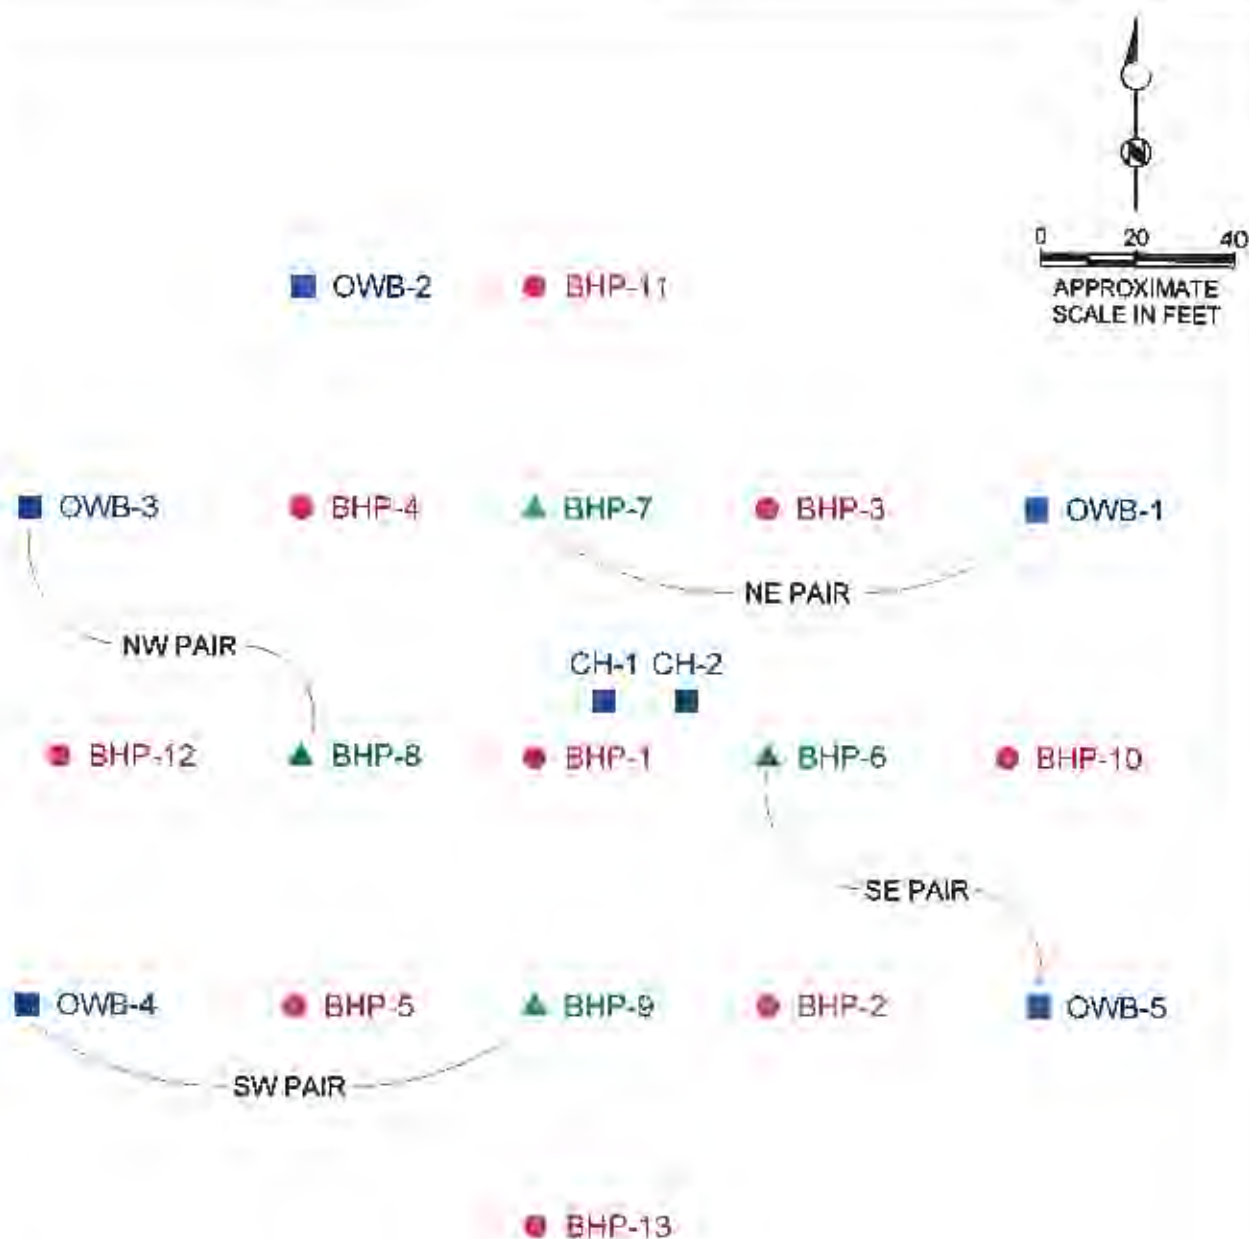 N
0 20 40
APPROXIMATE
SCALE IN FEET
OWB-2 BHP-11
OWB-3 BHP-4 BHP-7 BHP-3 OWB-1
NE PAIR
NW PAIR
CH-1 CH-2
BHP-12 BHP-8 BHP-1 BHP-6 BHP-10
SE PAIR
OWB-4 BHP-5 BHP-9 BHP-2 OWB-5
SW PAIR
BHP-13